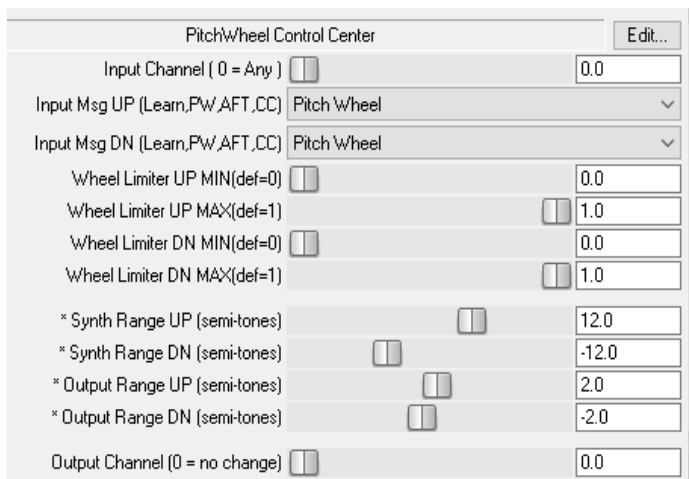 PitchWheel Control Center Edit...
Input Channel ( 0 = Any ) 0.0
Input Msg UP (Learn,PW,AFT,CC) Pitch Wheel
Input Msg DN (Learn,PW,AFT,CC) Pitch Wheel
Wheel Limiter UP MIN(def=0) 0.0
Wheel Limiter UP MAX(def=1) 1.0
Wheel Limiter DN MIN(def=0) 0.0
Wheel Limiter DN MAX(def=1) 1.0
* Synth Range UP (semi-tones) 12.0
* Synth Range DN (semi-tones) -12.0
* Output Range UP (semi-tones) 2.0
* Output Range DN (semi-tones) -2.0
Output Channel (0 = no change) 0.0